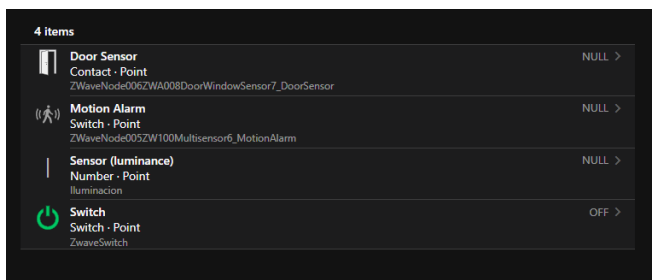 4 items
Door Sensor NULL >
Contact · Point
ZWaveNode006ZWA008DoorWindowSensor7_DoorSensor
Motion Alarm NULL >
Switch · Point
ZWaveNode005ZW100Multisensor6_MotionAlarm
Sensor (luminance) NULL >
Number · Point
Iluminacion
Switch OFF >
Switch · Point
ZwaveSwitch